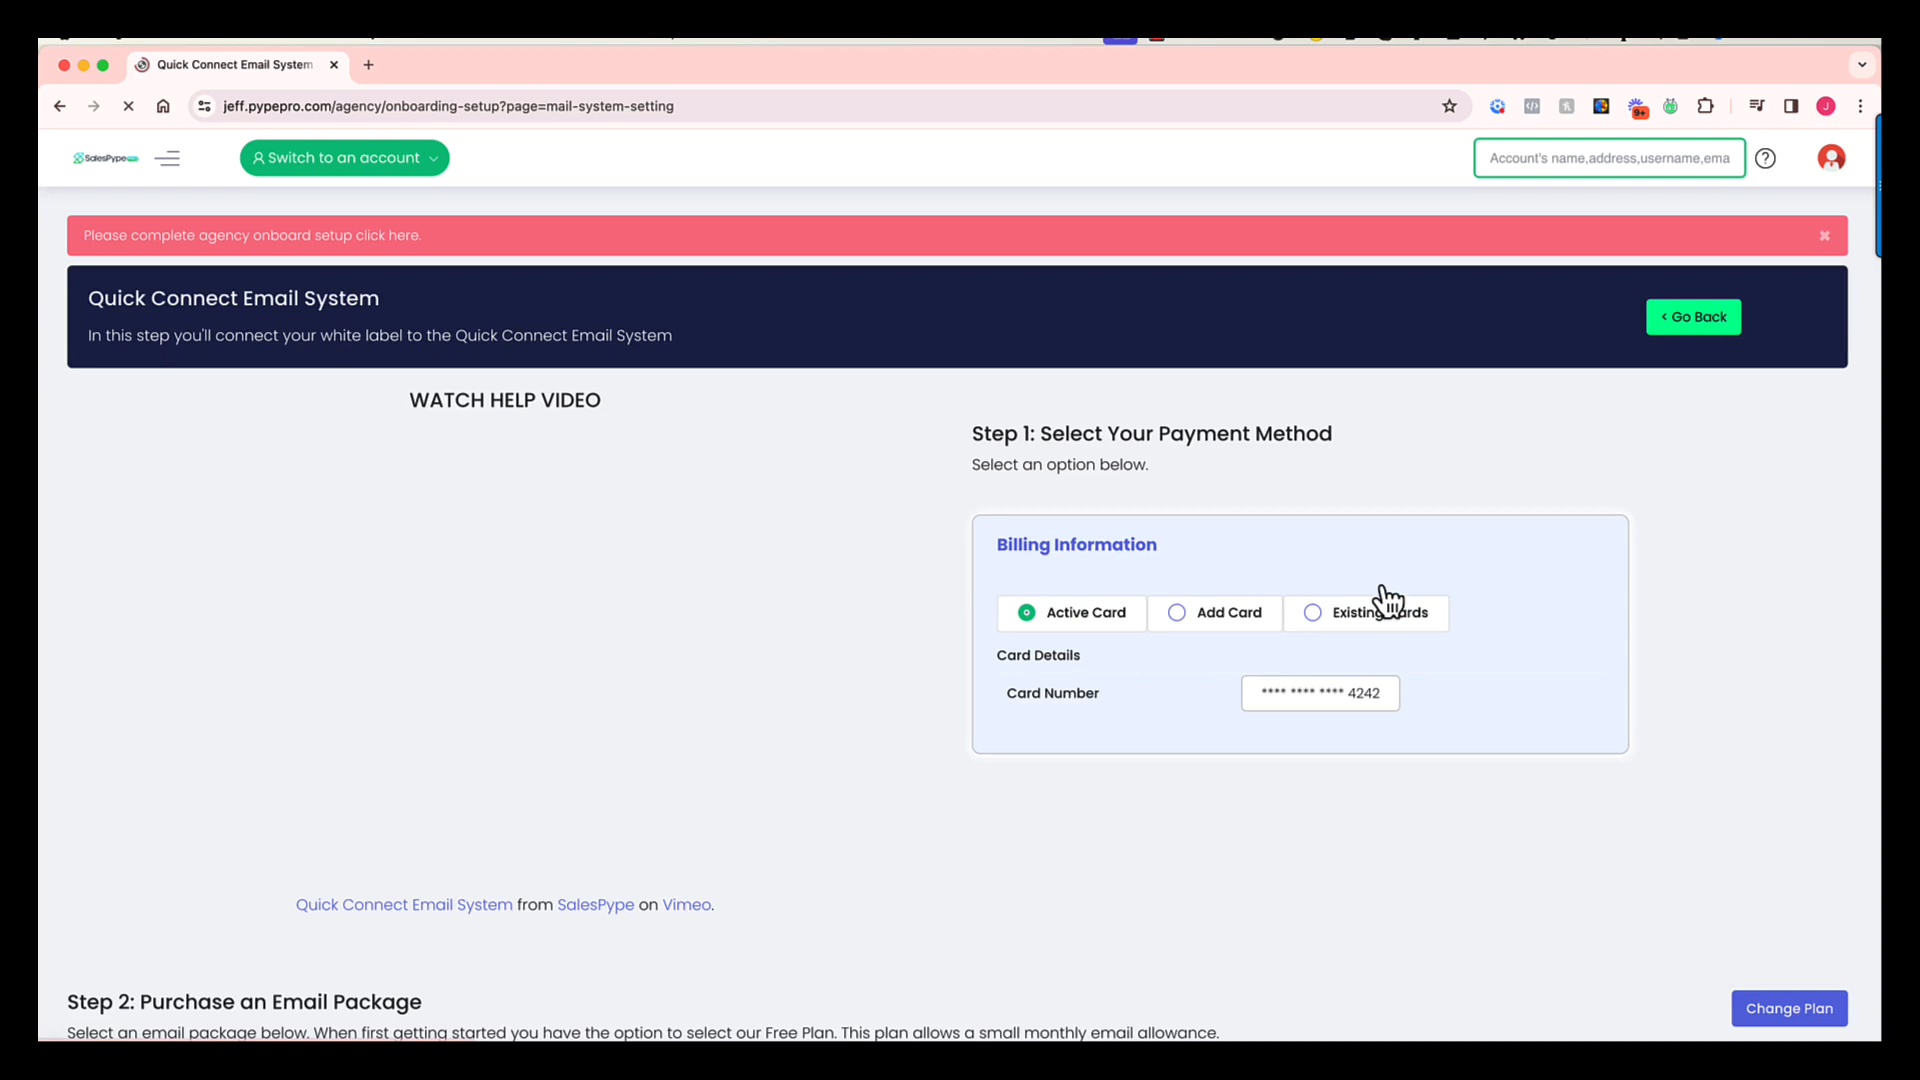 Quick Connect Email System
jeff.pypepro.com/agency/onboarding-setup?page=mail-system-setting
9+
J
SalesPype
Switch to an account
Account's name,address,username,ema
Please complete agency onboard setup click here.
Quick Connect Email System
In this step you'll connect your white label to the Quick Connect Email System
< Go Back
WATCH HELP VIDEO
Step 1: Select Your Payment Method
Select an option below.
Billing Information
Active Card
Add Card
Existing
Card Details
Card Number
**** **** **** 4242
Quick Connect Email System from SalesPype on Vimeo.
Step 2: Purchase an Email Package
Change Plan
Select an email package below. When first getting started you have the option to select our Free Plan. This plan allows a small monthly email allowance.